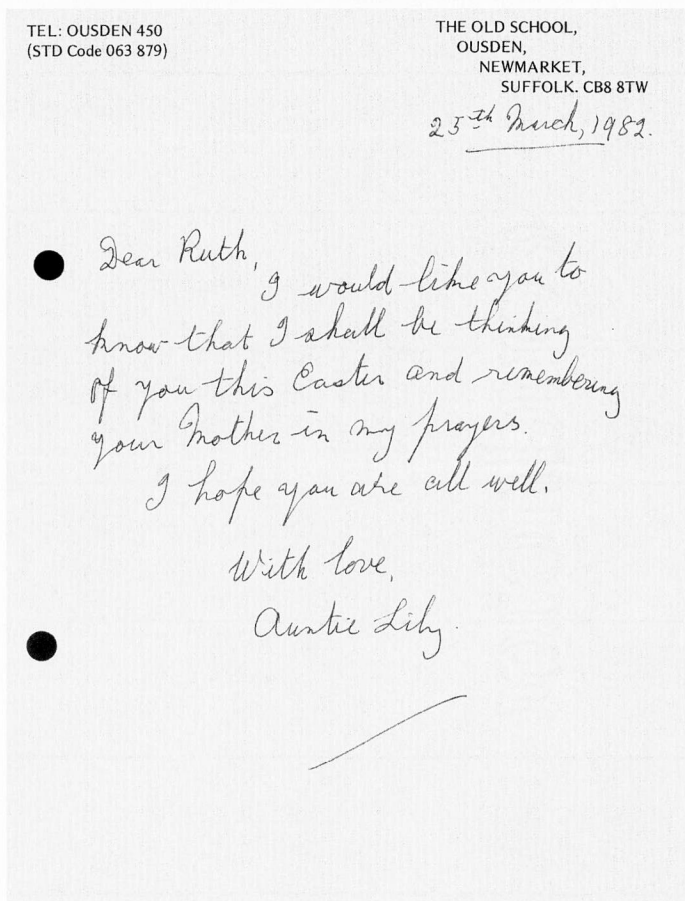 TEL: OUSDEN 450
(STD Code 063 879)
THE OLD SCHOOL,
OUSDEN,
NEWMARKET,
SUFFOLK. CB8 8TW
25th March, 1982.
Dear Ruth,
I would like you to
know that I shall be thinking
of you this Easter and remembering
your Mother in my prayers.
I hope you are all well.
With love,
Auntie Lily.